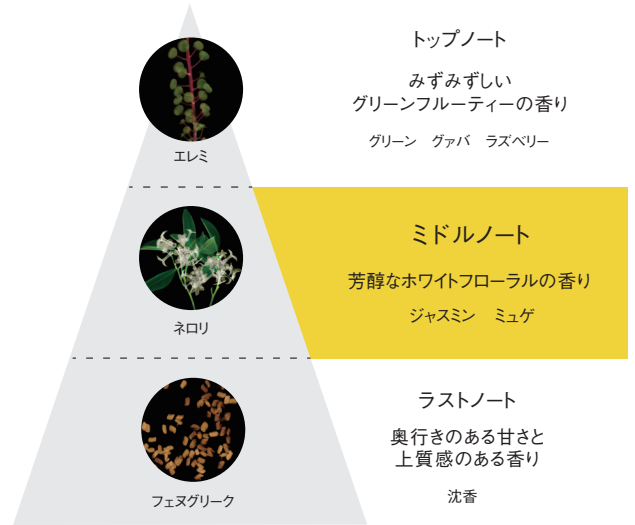 トップノート
みずみずしい
グリーンフルーティーの香り
グリーン　グァバ　ラズベリー
エレミ
ミドルノート
芳醇なホワイトフローラルの香り
ジャスミン　ミュゲ
ネロリ
ラストノート
奥行きのある甘さと
上質感のある香り
沈香
フェヌグリーク